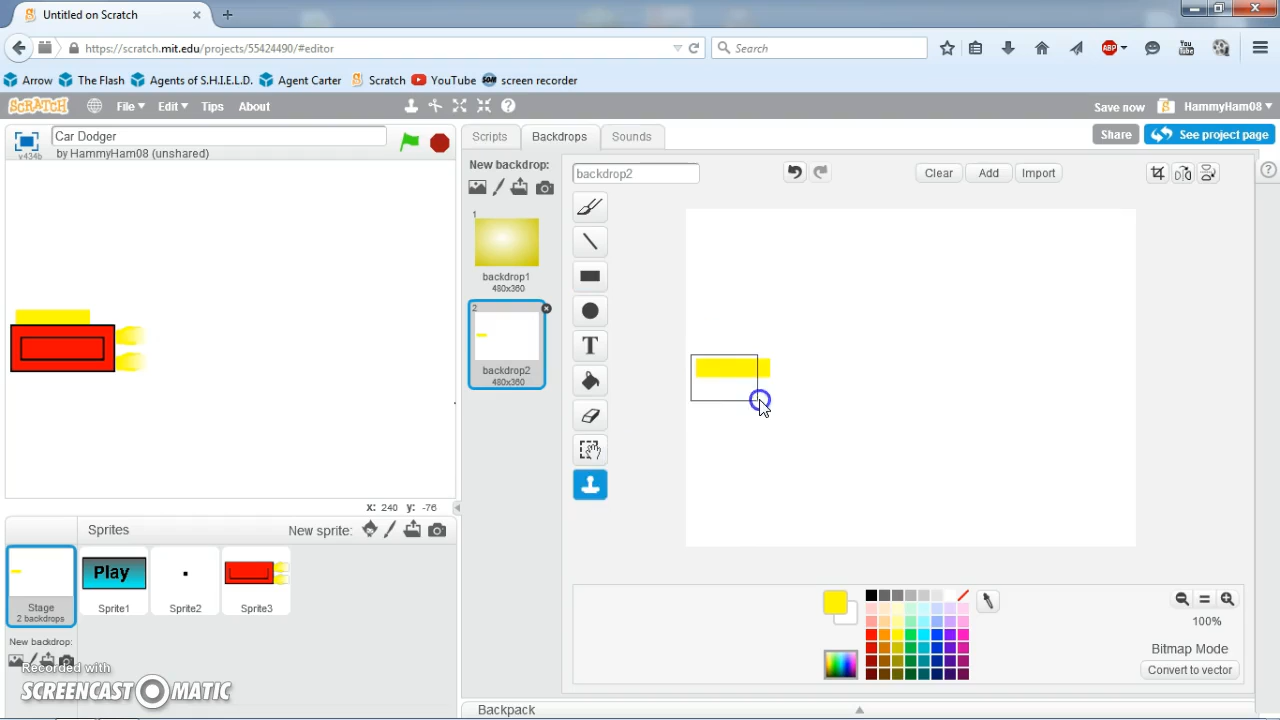 Untitled on Scratch
https://scratch.mit.edu/projects/55424490/#editor
Search
ABP
You Tube
Arrow The Flash Agents of S.H.I.E.L.D. Agent Carter Scratch YouTube screen recorder
SCRATCH File Edit Tips About Save now HammyHam08
Car Dodger
by HammyHam08 (unshared)
v434b
Scripts Backdrops Sounds
Share See project page
New backdrop:
backdrop2
Clear Add Import
1
backdrop1
480x360
2
backdrop2
480x360
T
x: 240 y: -76
Sprites New sprite:
Play
Stage
2 backdrops
Sprite1 Sprite2 Sprite3
New backdrop:
100%
Bitmap Mode
Convert to vector
Recorded with
SCREENCAST MATIC
Backpack